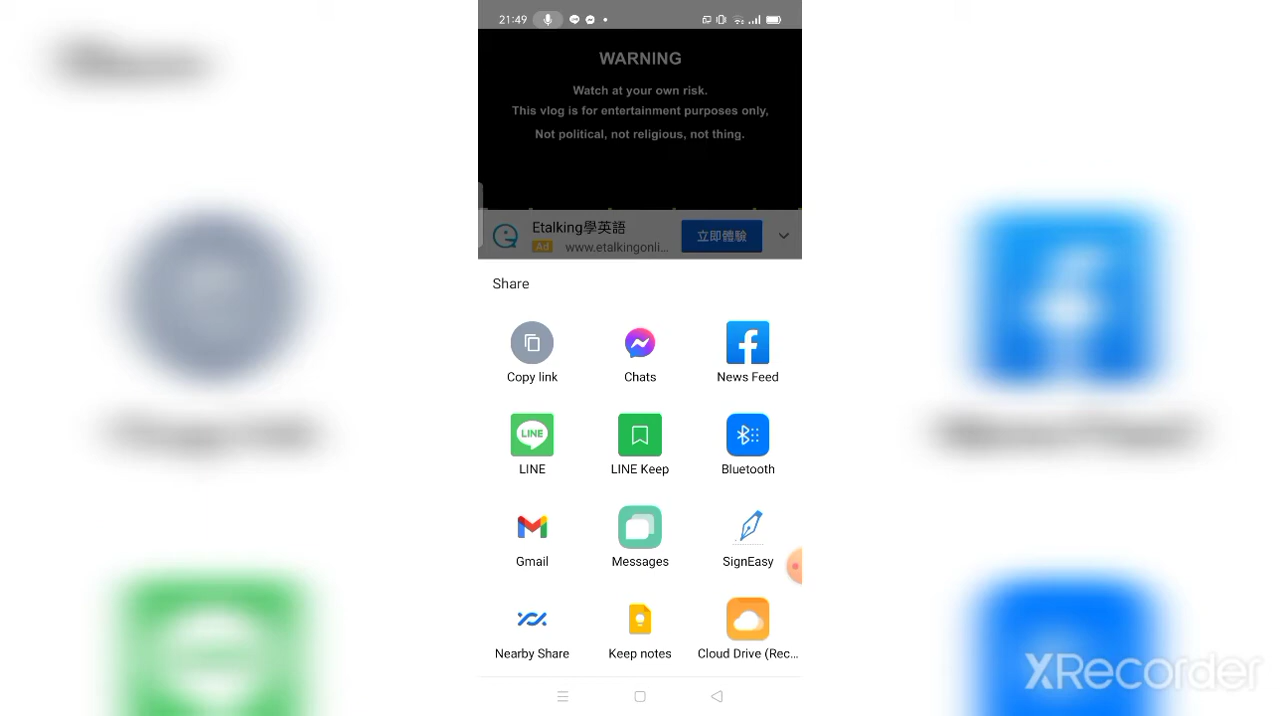 21:49
WARNING
Watch at your own risk.
This vlog is for entertainment purposes only,
Not political, not religious, not thing.
Etalking學英語
立即體驗
Ad www.etalkingonli...
Share
Copy link
Chats
News Feed
LINE
LINE
LINE Keep
Bluetooth
Gmail
Messages
SignEasy
Nearby Share
Keep notes
Cloud Drive (Rec...
XRecorder